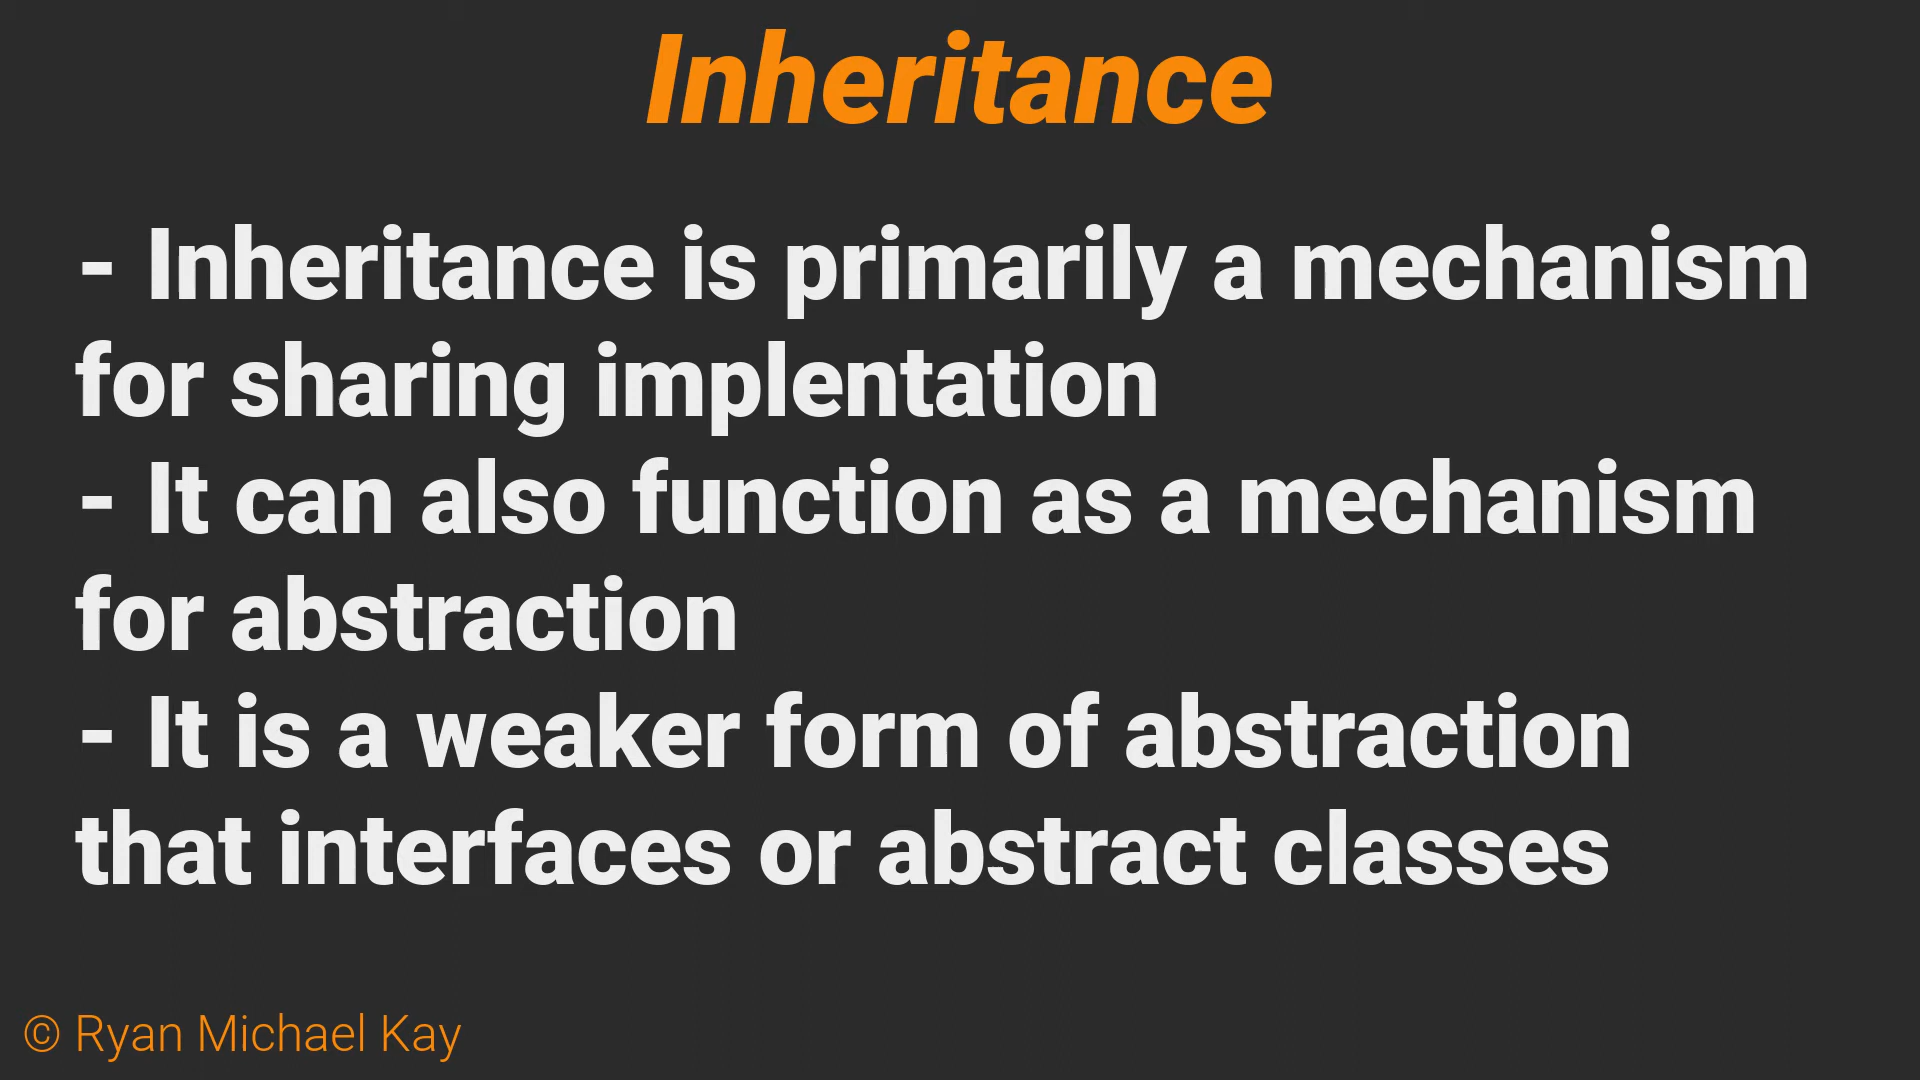 Inheritance
- Inheritance is primarily a mechanism
for sharing implentation
- It can also function as a mechanism
for abstraction
- It is a weaker form of abstraction
that interfaces or abstract classes
© Ryan Michael Kay